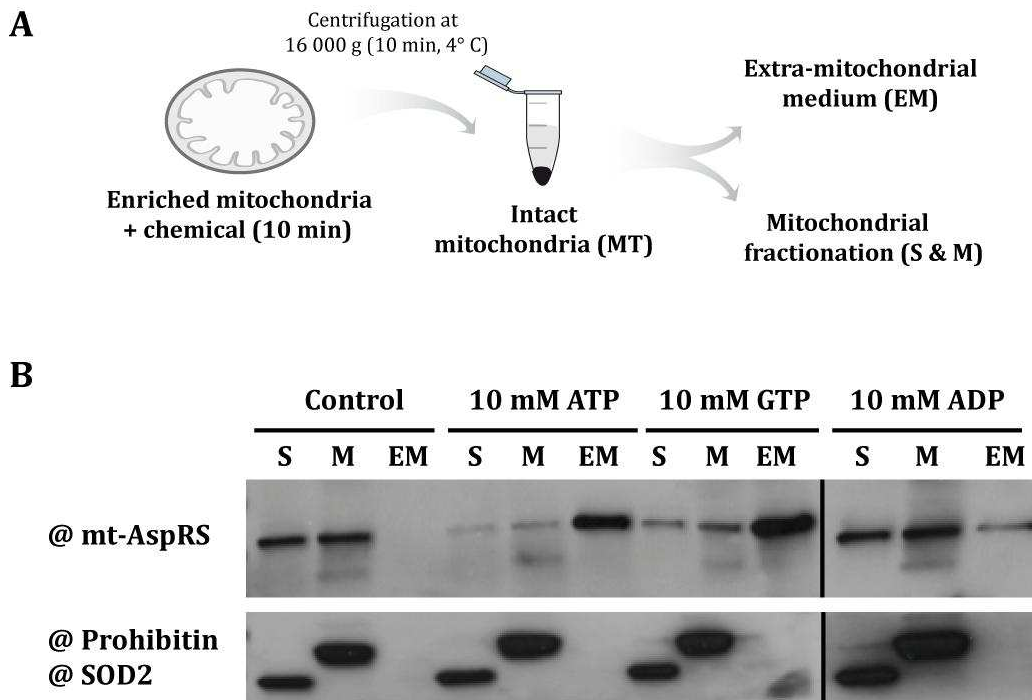 A
Centrifugation at
16 000 g (10 min, 4° C)
Enriched mitochondria
+ chemical (10 min)
Intact
mitochondria (MT)
Extra-mitochondrial
medium (EM)
Mitochondrial
fractionation (S & M)
B
Control 10 mM ATP 10 mM GTP 10 mM ADP
S M EM S M EM S M EM S M EM
@ mt-AspRS
@ Prohibitin
@ SOD2